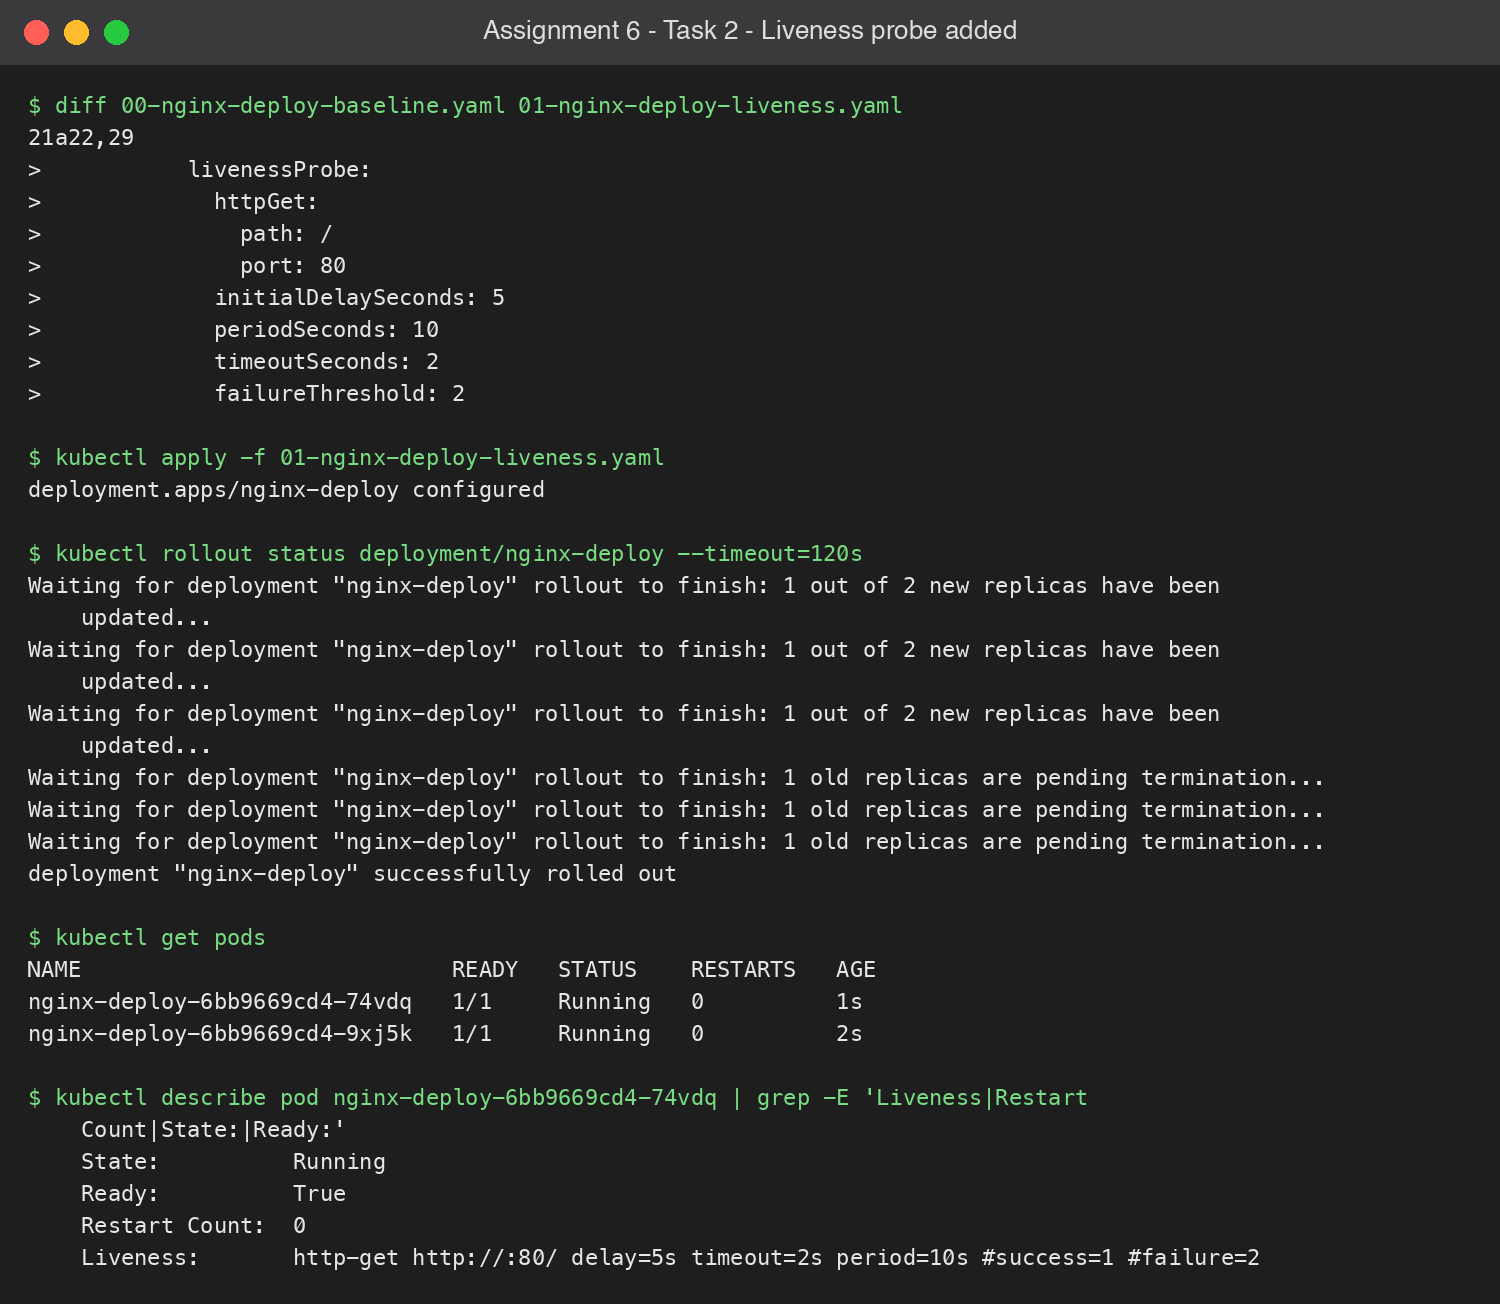 Assignment 6 - Task 2 - Liveness probe added
$ diff 00-nginx-deploy-baseline.yaml 01-nginx-deploy-liveness.yaml
21a22,29
>           livenessProbe:
>             httpGet:
>               path: /
>               port: 80
>             initialDelaySeconds: 5
>             periodSeconds: 10
>             timeoutSeconds: 2
>             failureThreshold: 2
$ kubectl apply -f 01-nginx-deploy-liveness.yaml
deployment.apps/nginx-deploy configured
$ kubectl rollout status deployment/nginx-deploy --timeout=120s
Waiting for deployment "nginx-deploy" rollout to finish: 1 out of 2 new replicas have been
    updated...
Waiting for deployment "nginx-deploy" rollout to finish: 1 out of 2 new replicas have been
    updated...
Waiting for deployment "nginx-deploy" rollout to finish: 1 out of 2 new replicas have been
    updated...
Waiting for deployment "nginx-deploy" rollout to finish: 1 old replicas are pending termination...
Waiting for deployment "nginx-deploy" rollout to finish: 1 old replicas are pending termination...
Waiting for deployment "nginx-deploy" rollout to finish: 1 old replicas are pending termination...
deployment "nginx-deploy" successfully rolled out
$ kubectl get pods
NAME                            READY   STATUS    RESTARTS   AGE
nginx-deploy-6bb9669cd4-74vdq   1/1     Running   0          1s
nginx-deploy-6bb9669cd4-9xj5k   1/1     Running   0          2s
$ kubectl describe pod nginx-deploy-6bb9669cd4-74vdq | grep -E 'Liveness|Restart
    Count|State:|Ready:'
    State:          Running
    Ready:          True
    Restart Count:  0
    Liveness:       http-get http://:80/ delay=5s timeout=2s period=10s #success=1 #failure=2